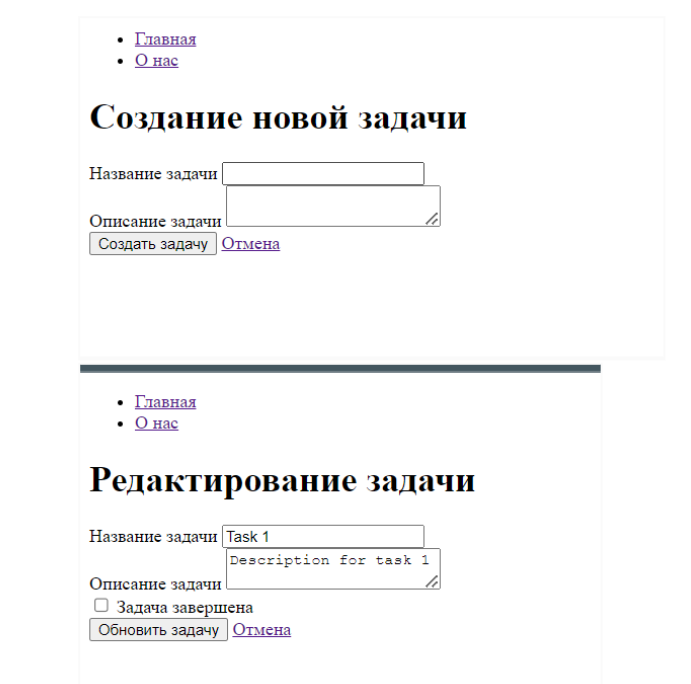 Главная
О нас
Создание новой задачи
Название задачи
Описание задачи
Создать задачу Отмена
Главная
О нас
Редактирование задачи
Название задачи Task 1
Description for task 1
Описание задачи
Задача завершена
Обновить задачу Отмена